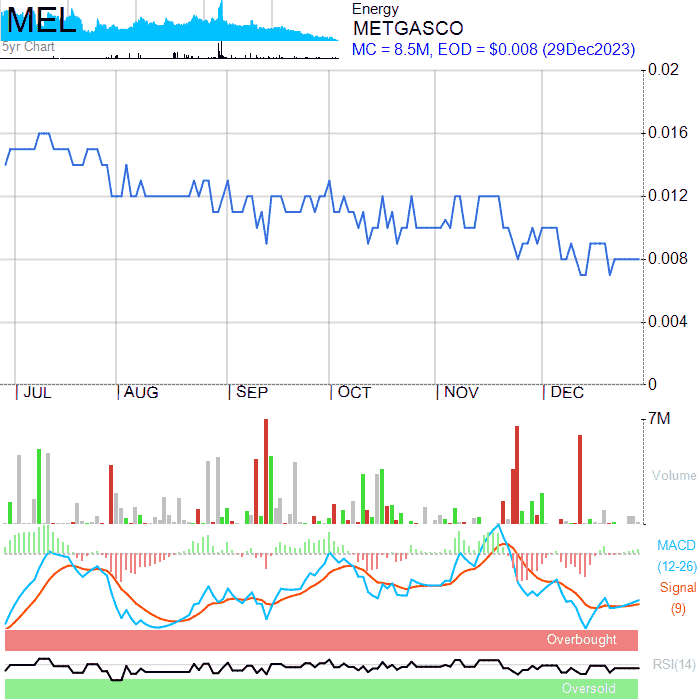 MEL
5yr Chart
Energy
METGASCO
MC = 8.5M, EOD = $0.008 (29Dec2023)
0.02
0.016
0.012
0.008
0.004
0
JUL AUG SEP OCT NOV DEC
7M
Volume
MACD
(12-26)
Signal
(9)
Overbought
RSI(14)
Oversold